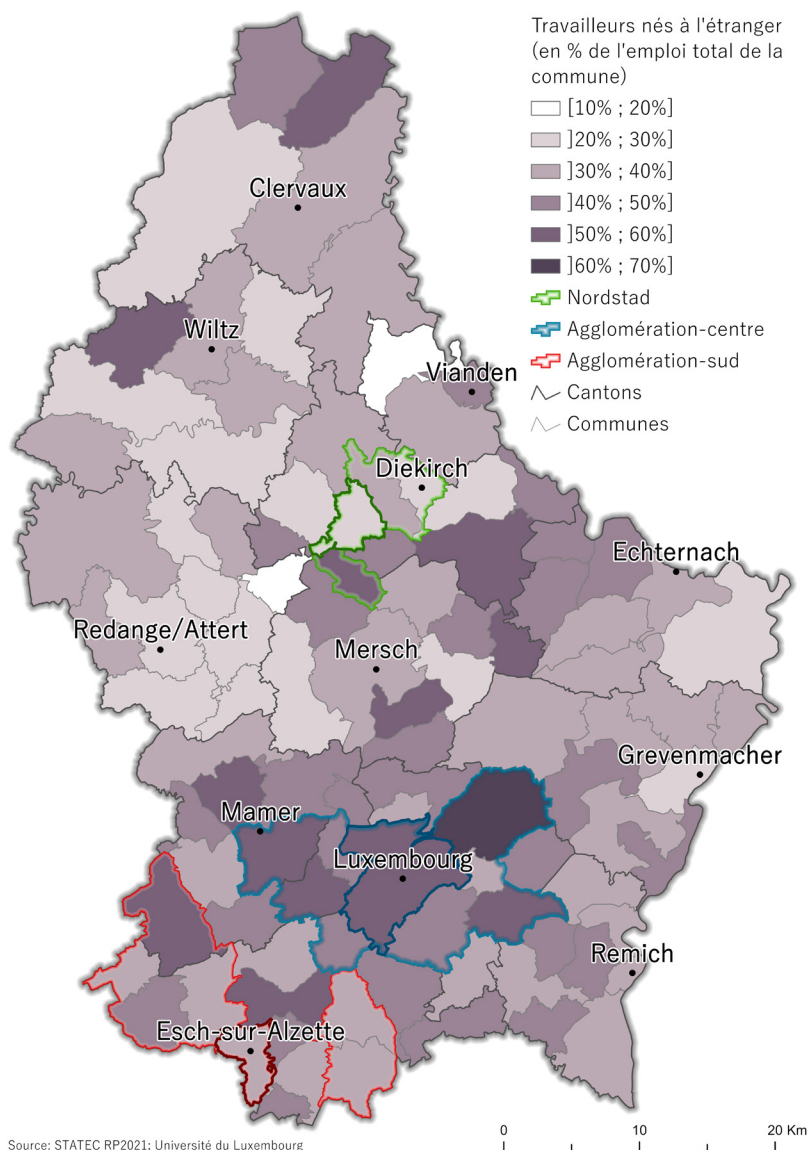 Travailleurs nés à l'étranger
(en % de l'emploi total de la
commune)
[10% ; 20%]
]20% ; 30%]
]30% ; 40%]
]40% ; 50%]
]50% ; 60%]
]60% ; 70%]
Nordstad
Agglomération-centre
Agglomération-sud
Cantons
Communes
Clervaux
Wiltz
Vianden
Diekirch
Echternach
Redange/Attert
Mersch
Grevenmacher
Mamer
Luxembourg
Remich
Esch-sur-Alzette
0 10 20 Km
Source: STATEC RP2021; Université du Luxembourg